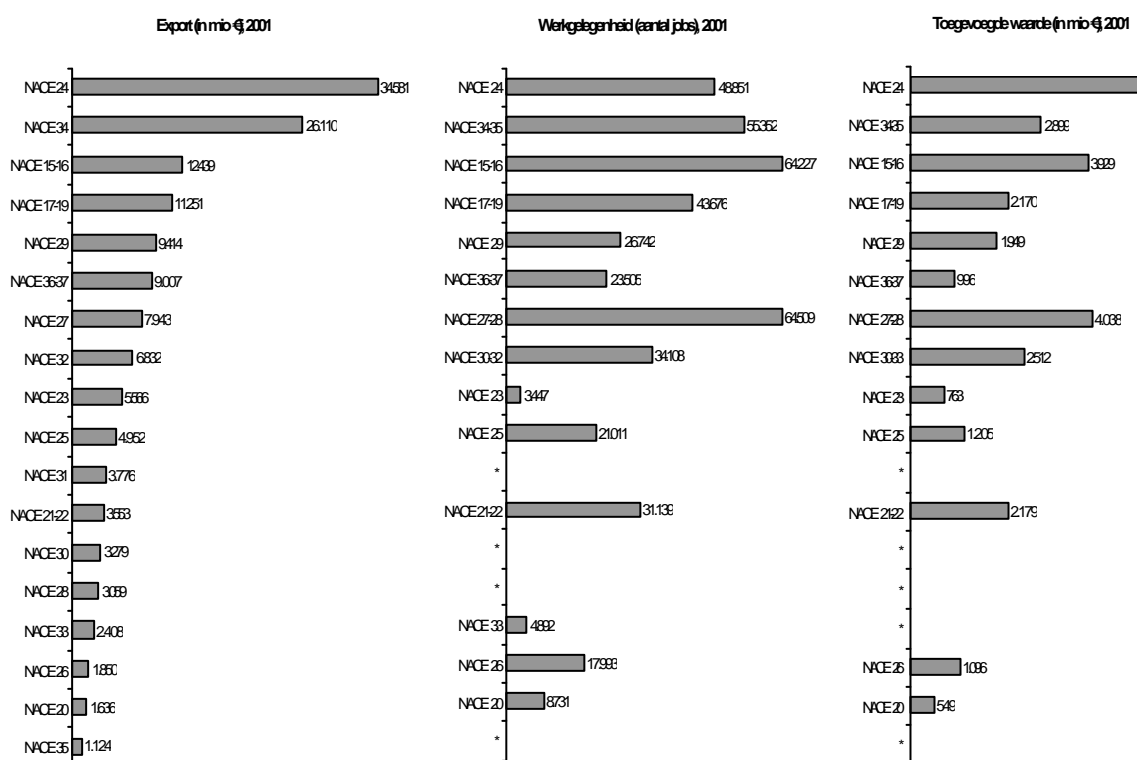 Export (in mio €), 2001
NACE 24 34.581
NACE 34 26.110
NACE 15-16 12.439
NACE 17-19 11.251
NACE 29 9.414
NACE 36-37 9.007
NACE 27 7.943
NACE 32 6.832
NACE 23 5.566
NACE 25 4.952
NACE 31 3.776
NACE 21-22 3.553
NACE 30 3.279
NACE 28 3.059
NACE 33 2.408
NACE 26 1.850
NACE 20 1.636
NACE 35 1.124
Werkgelegenheid (aantal jobs), 2001
NACE 24 48.851
NACE 34-35 55.352
NACE 15-16 64.227
NACE 17-19 43.676
NACE 29 26.742
NACE 36-37 23.505
NACE 27-28 64.509
NACE 30-32 34.108
NACE 23 3.447
NACE 25 21.011
*
NACE 21-22 31.139
*
*
NACE 33 4.892
NACE 26 17.993
NACE 20 8.731
*
Toegevoegde waarde (in mio €), 2001
NACE 24
NACE 34-35 2.899
NACE 15-16 3.929
NACE 17-19 2.170
NACE 29 1.949
NACE 36-37 996
NACE 27-28 4.038
NACE 30-33 2.512
NACE 23 763
NACE 25 1.205
*
NACE 21-22 2.179
*
*
*
NACE 26 1.096
NACE 20 549
*